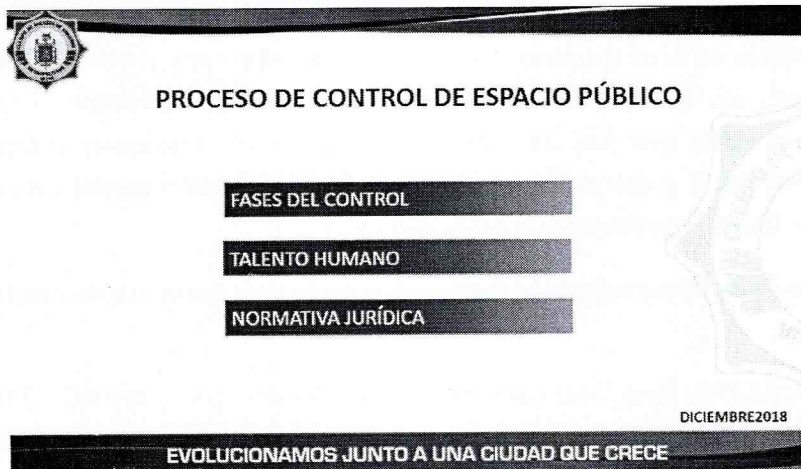 PROCESO DE CONTROL DE ESPACIO PÚBLICO
FASES DEL CONTROL
TALENTO HUMANO
NORMATIVA JURÍDICA
DICIEMBRE2018
EVOLUCIONAMOS JUNTO A UNA CIUDAD QUE CRECE